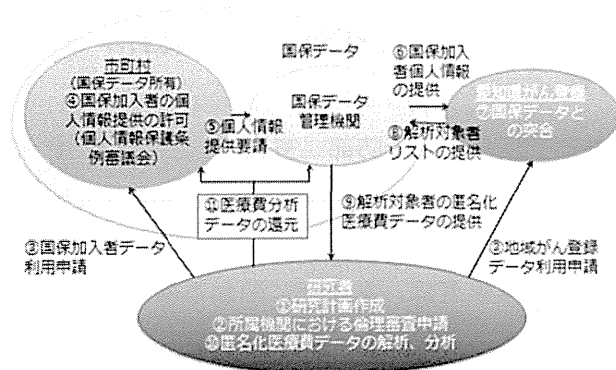 国保データ
市町村
(国保データ所有)
④国保加入者の個
人情報提供の許可
(個人情報保護条
例審議会)
⑤個人情報
提供要請
国保データ
管理機関
⑥国保加入
者個人情報
の提供
⑧解析対象者
リストの提供
愛知県がん登録
⑦国保データと
の突合
⑪医療費分析
データの還元
⑨解析対象者の匿名化
医療費データの提供
③国保加入者データ
利用申請
③地域がん登録
データ利用申請
研究者
①研究計画作成
②所属機関における倫理審査申請
⑩匿名化医療費データの解析、分析